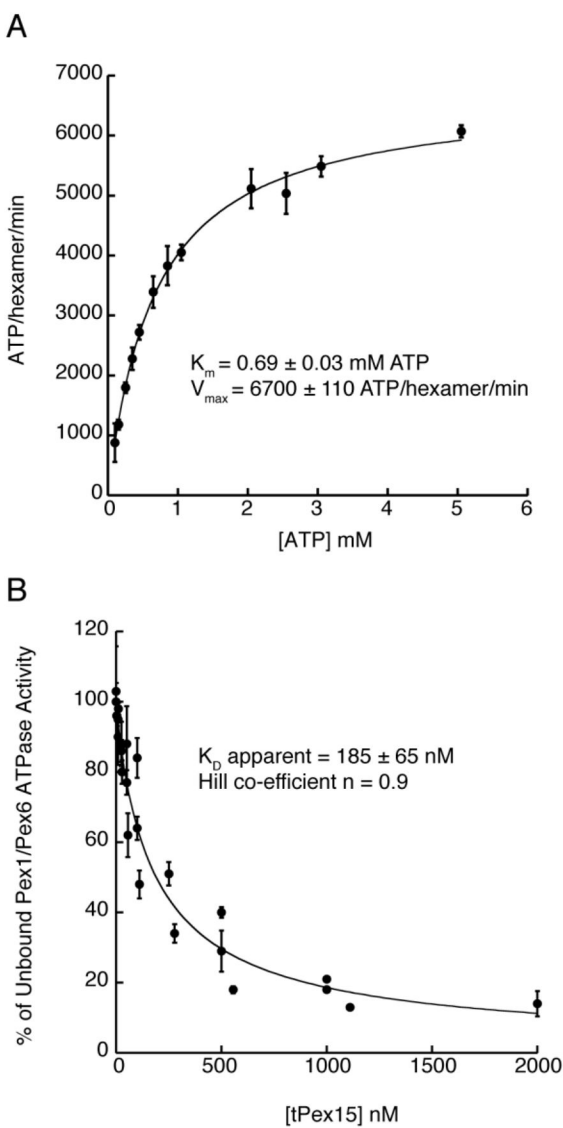 A
7000
6000
5000
4000
3000
2000
1000
0
ATP/hexamer/min
Km = 0.69 ± 0.03 mM ATP
Vmax = 6700 ± 110 ATP/hexamer/min
0 1 2 3 4 5 6
[ATP] mM
B
120
100
80
60
40
20
0
% of Unbound Pex1/Pex6 ATPase Activity
KD apparent = 185 ± 65 nM
Hill co-efficient n = 0.9
0 500 1000 1500 2000
[tPex15] nM